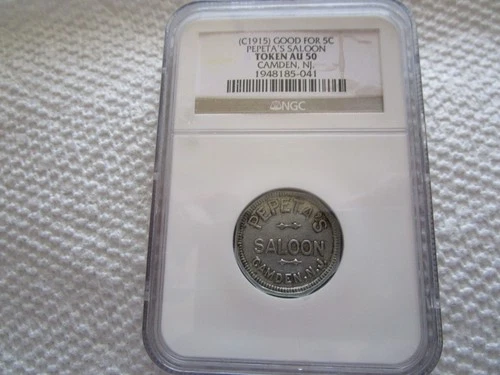 (C1915) GOOD FOR 5C
PEPETA'S SALOON
TOKEN AU 50
CAMDEN, NJ.
1948185-041
NGC
PEPETA'S
SALOON
CAMDEN, N.J.